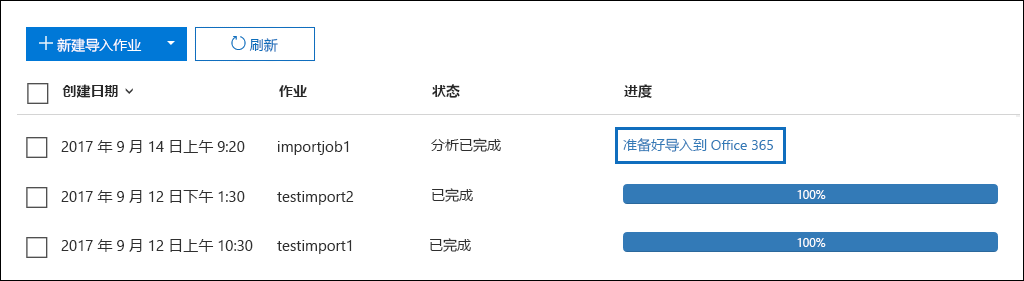 新建导入作业 刷新
创建日期 作业 状态 进度
2017 年 9 月 14 日上午 9:20 importjob1 分析已完成 准备好导入到 Office 365
2017 年 9 月 12 日下午 1:30 testimport2 已完成 100%
2017 年 9 月 12 日上午 10:30 testimport1 已完成 100%